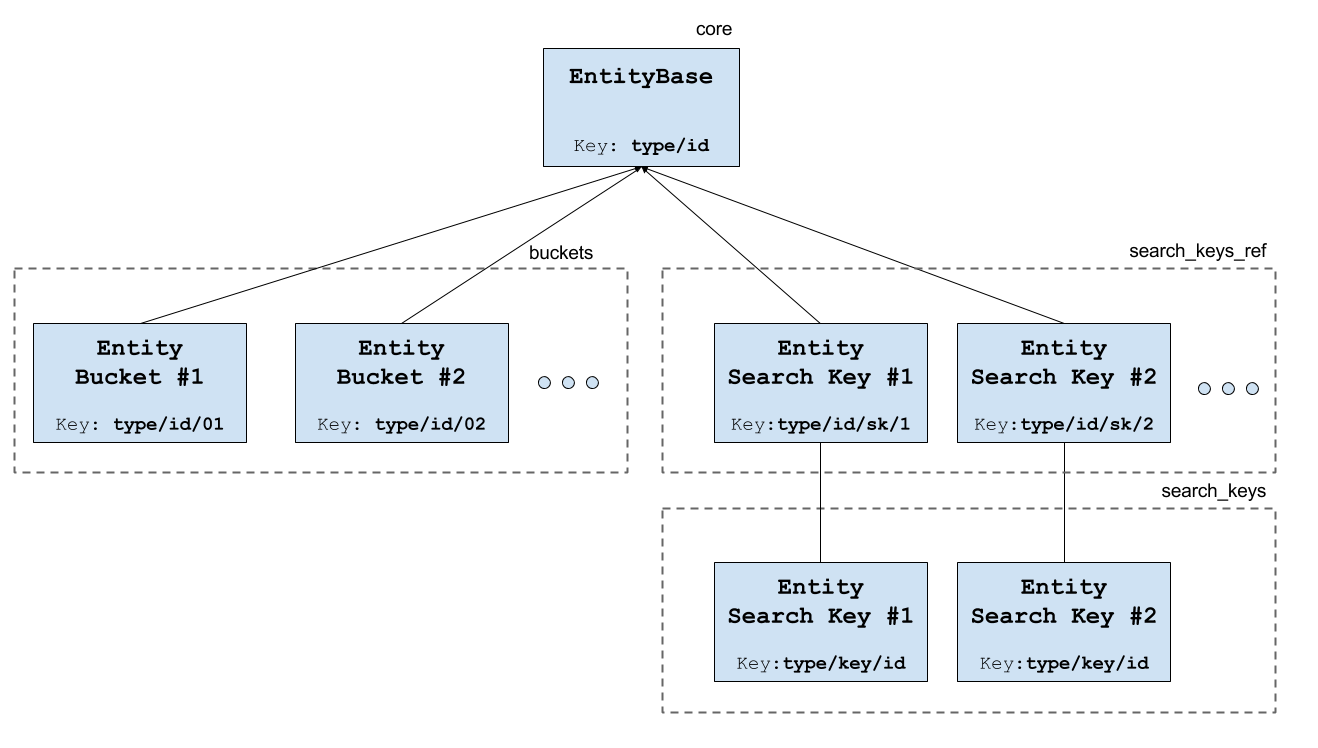 core
EntityBase
Key: type/id
buckets
search_keys_ref
Entity
Bucket #1
Key: type/id/01
Entity
Bucket #2
Key: type/id/02
Entity
Search Key #1
Key:type/id/sk/1
Entity
Search Key #2
Key:type/id/sk/2
search_keys
Entity
Search Key #1
Key:type/key/id
Entity
Search Key #2
Key:type/key/id